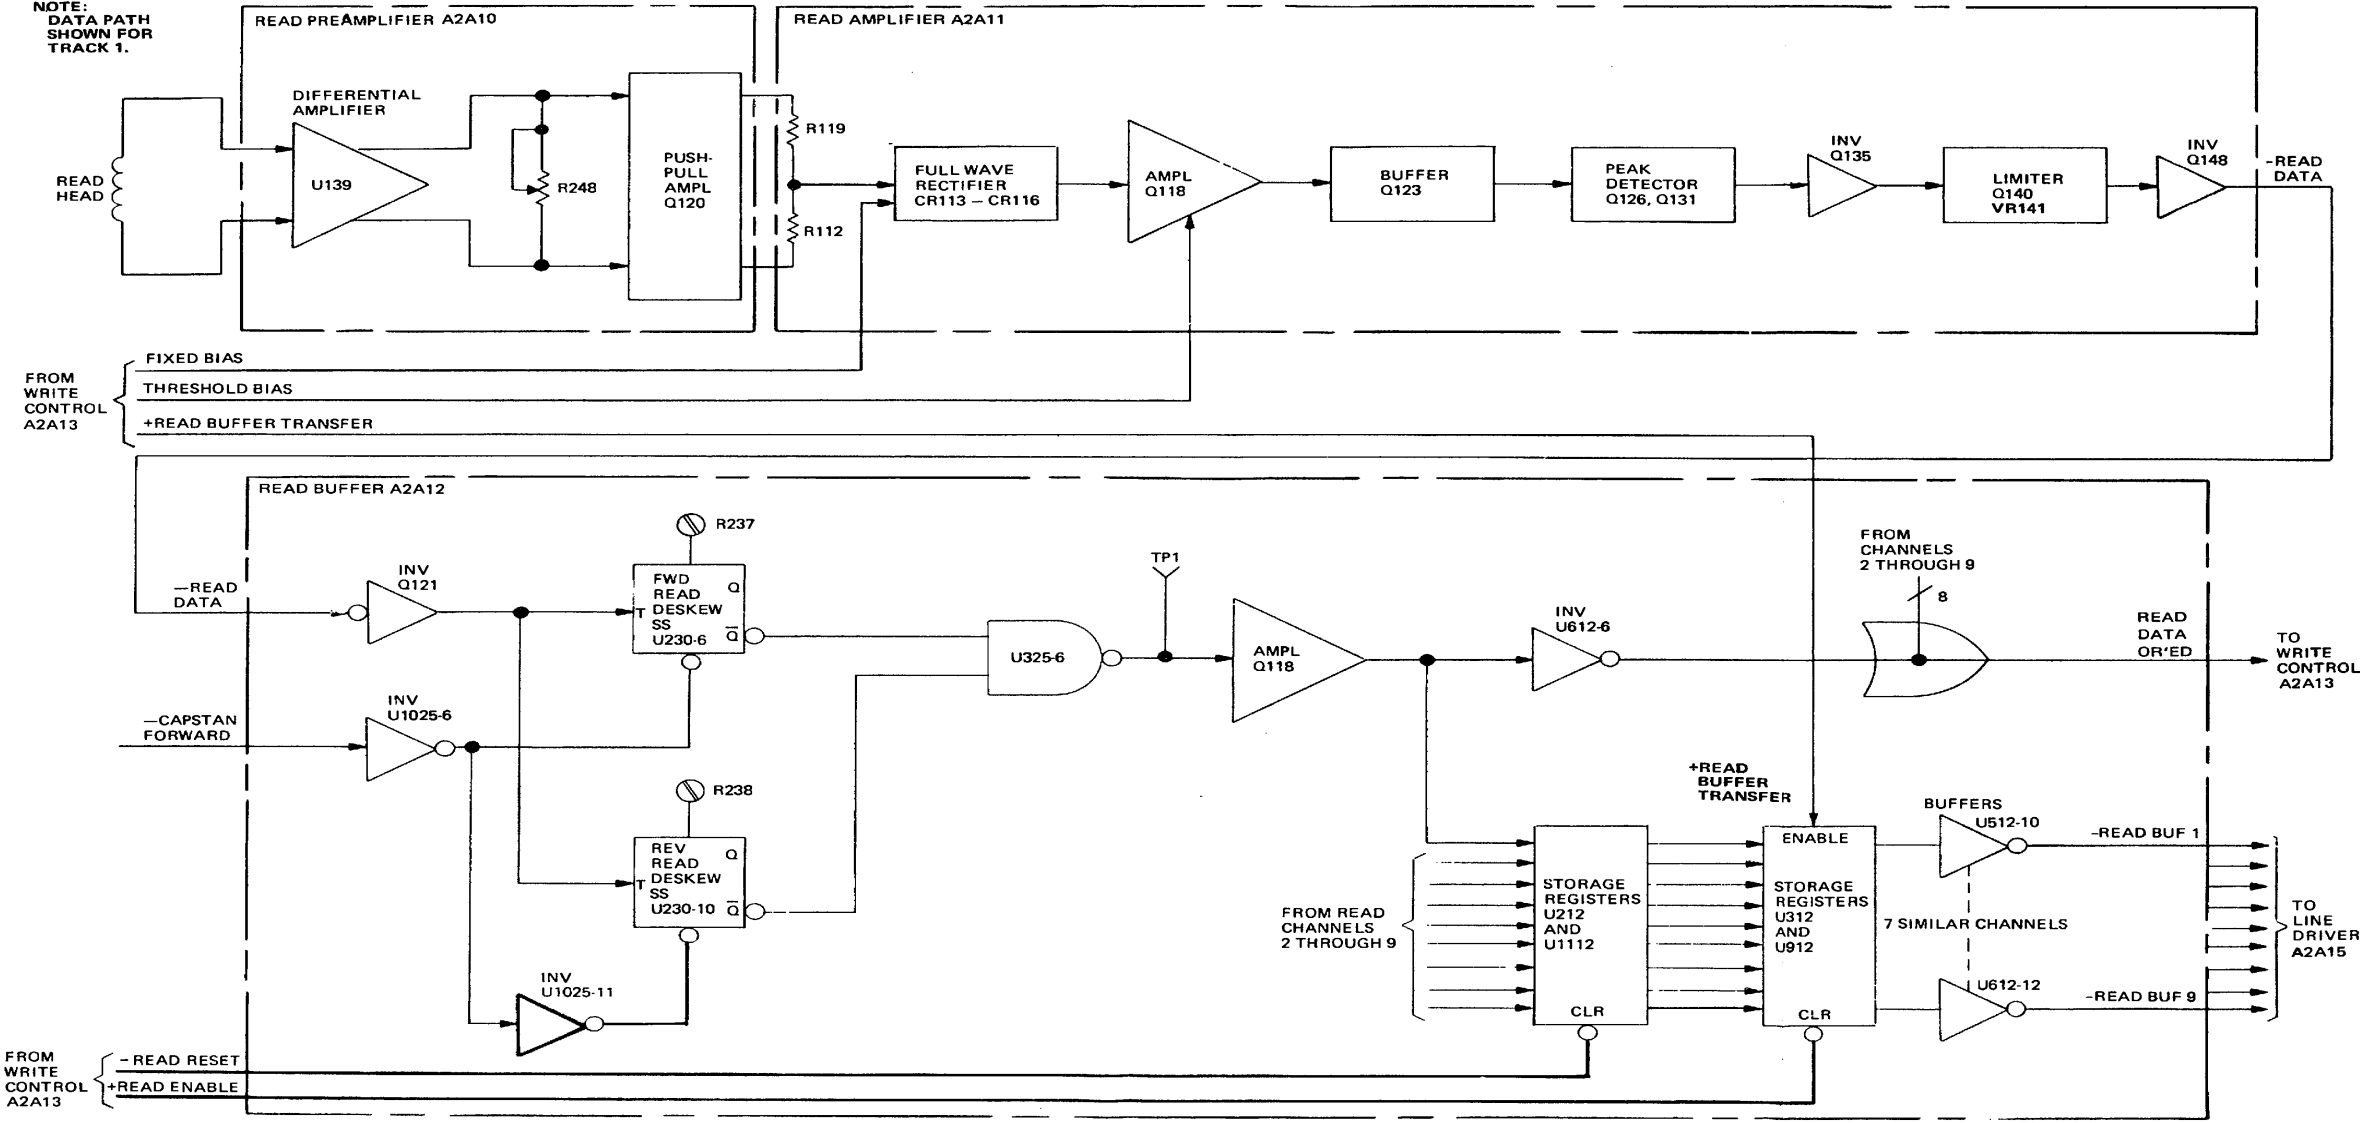 NOTE:
DATA PATH
SHOWN FOR
TRACK 1.
READ PREAMPLIFIER A2A10
READ AMPLIFIER A2A11
READ
HEAD
DIFFERENTIAL
AMPLIFIER
U139
R248
PUSH-
PULL
AMPL
Q120
R119
R112
FULL WAVE
RECTIFIER
CR113 – CR116
AMPL
Q118
BUFFER
Q123
PEAK
DETECTOR
Q126, Q131
INV
Q135
LIMITER
Q140
VR141
INV
Q148
–READ
DATA
FROM
WRITE
CONTROL
A2A13
FIXED BIAS
THRESHOLD BIAS
+READ BUFFER TRANSFER
READ BUFFER A2A12
—READ
DATA
INV
Q121
R237
FWD
READ
DESKEW
SS
U230-6
T
Q
Q̅
—CAPSTAN
FORWARD
INV
U1025-6
R238
REV
READ
DESKEW
SS
U230-10
T
Q
Q̅
INV
U1025-11
U325-6
TP1
AMPL
Q118
INV
U612-6
FROM
CHANNELS
2 THROUGH 9
8
READ
DATA
OR'ED
TO
WRITE
CONTROL
A2A13
+READ
BUFFER
TRANSFER
FROM READ
CHANNELS
2 THROUGH 9
STORAGE
REGISTERS
U212
AND
U1112
CLR
ENABLE
STORAGE
REGISTERS
U312
AND
U912
CLR
BUFFERS
U512-10
–READ BUF 1
7 SIMILAR CHANNELS
U612-12
–READ BUF 9
TO
LINE
DRIVER
A2A15
FROM
WRITE
CONTROL
A2A13
– READ RESET
+READ ENABLE